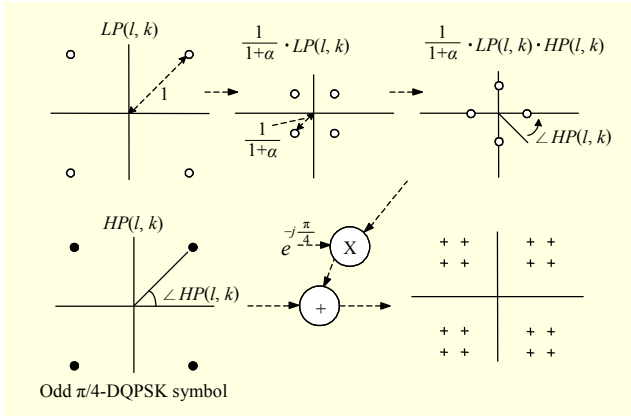 LP(l, k)
1
1/1+α · LP(l, k)
1/1+α
1/1+α · LP(l, k) · HP(l, k)
∠HP(l, k)
HP(l, k)
∠HP(l, k)
e^{-j π/4}
X
+
+ + + +
+ + + +
+ + + +
+ + + +
Odd π/4-DQPSK symbol